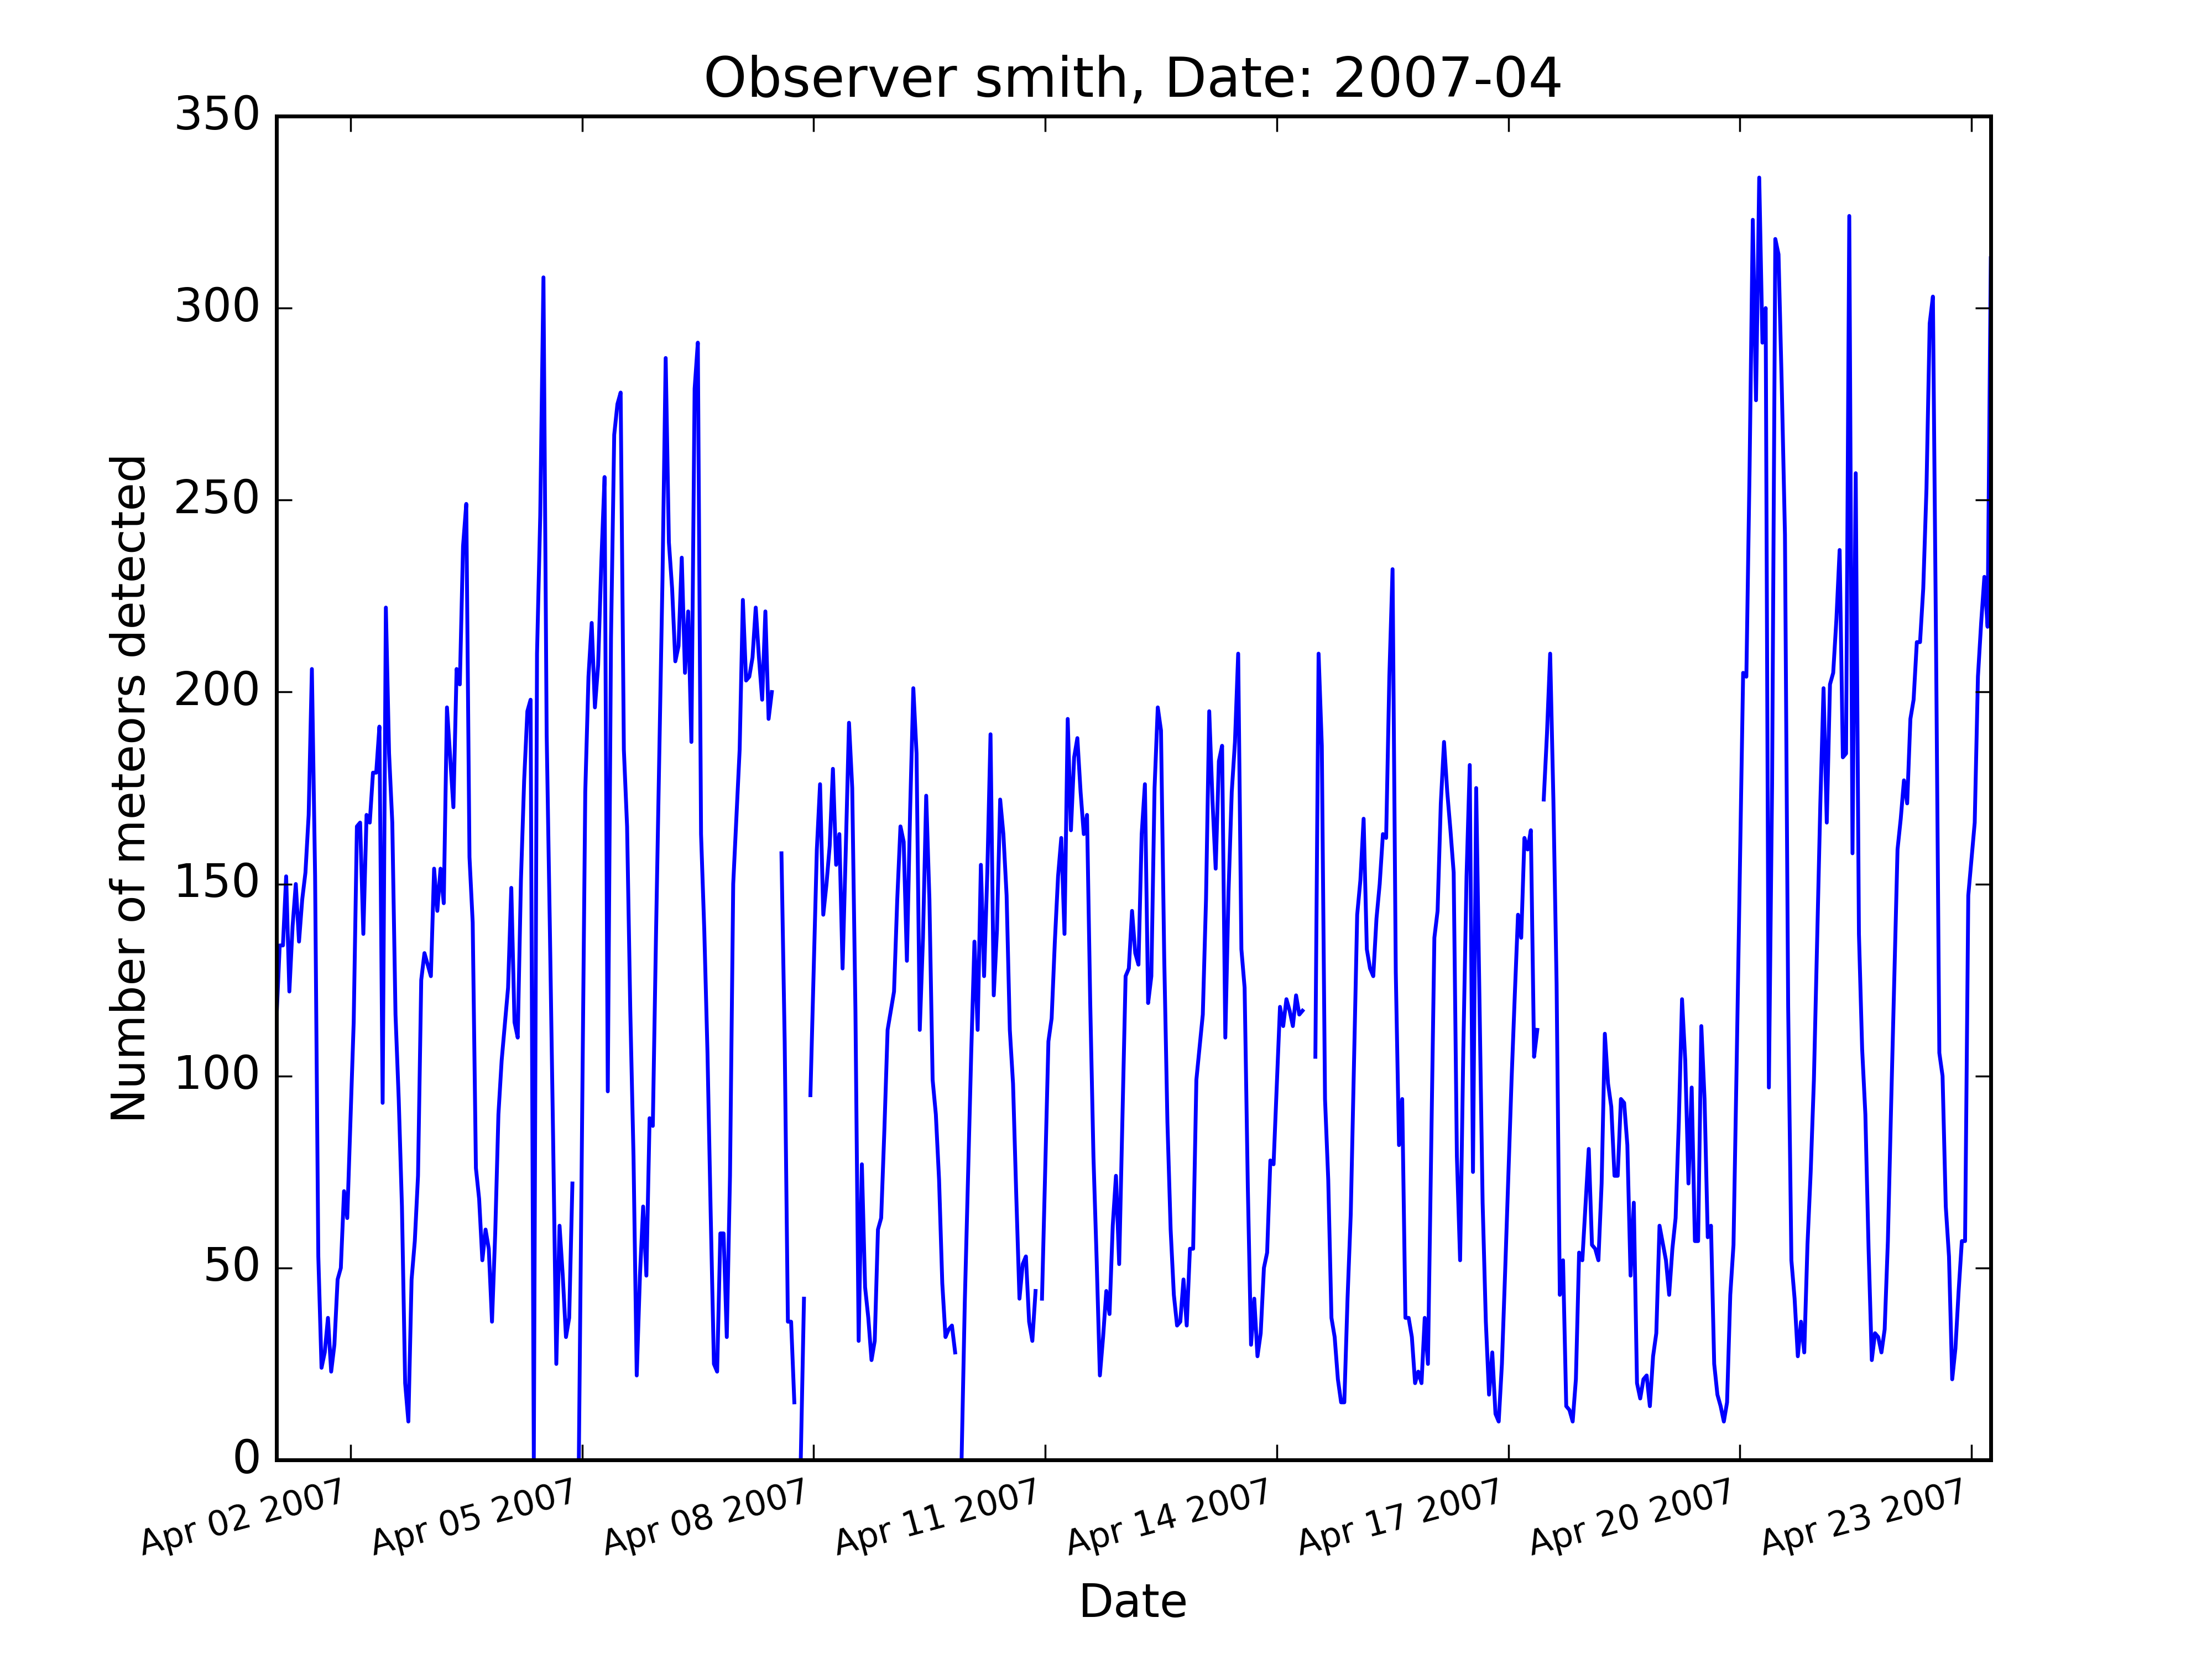 Observer smith, Date: 2007-04
350
300
250
200
150
100
50
0
Number of meteors detected
Apr 02 2007
Apr 05 2007
Apr 08 2007
Apr 11 2007
Apr 14 2007
Apr 17 2007
Apr 20 2007
Apr 23 2007
Date